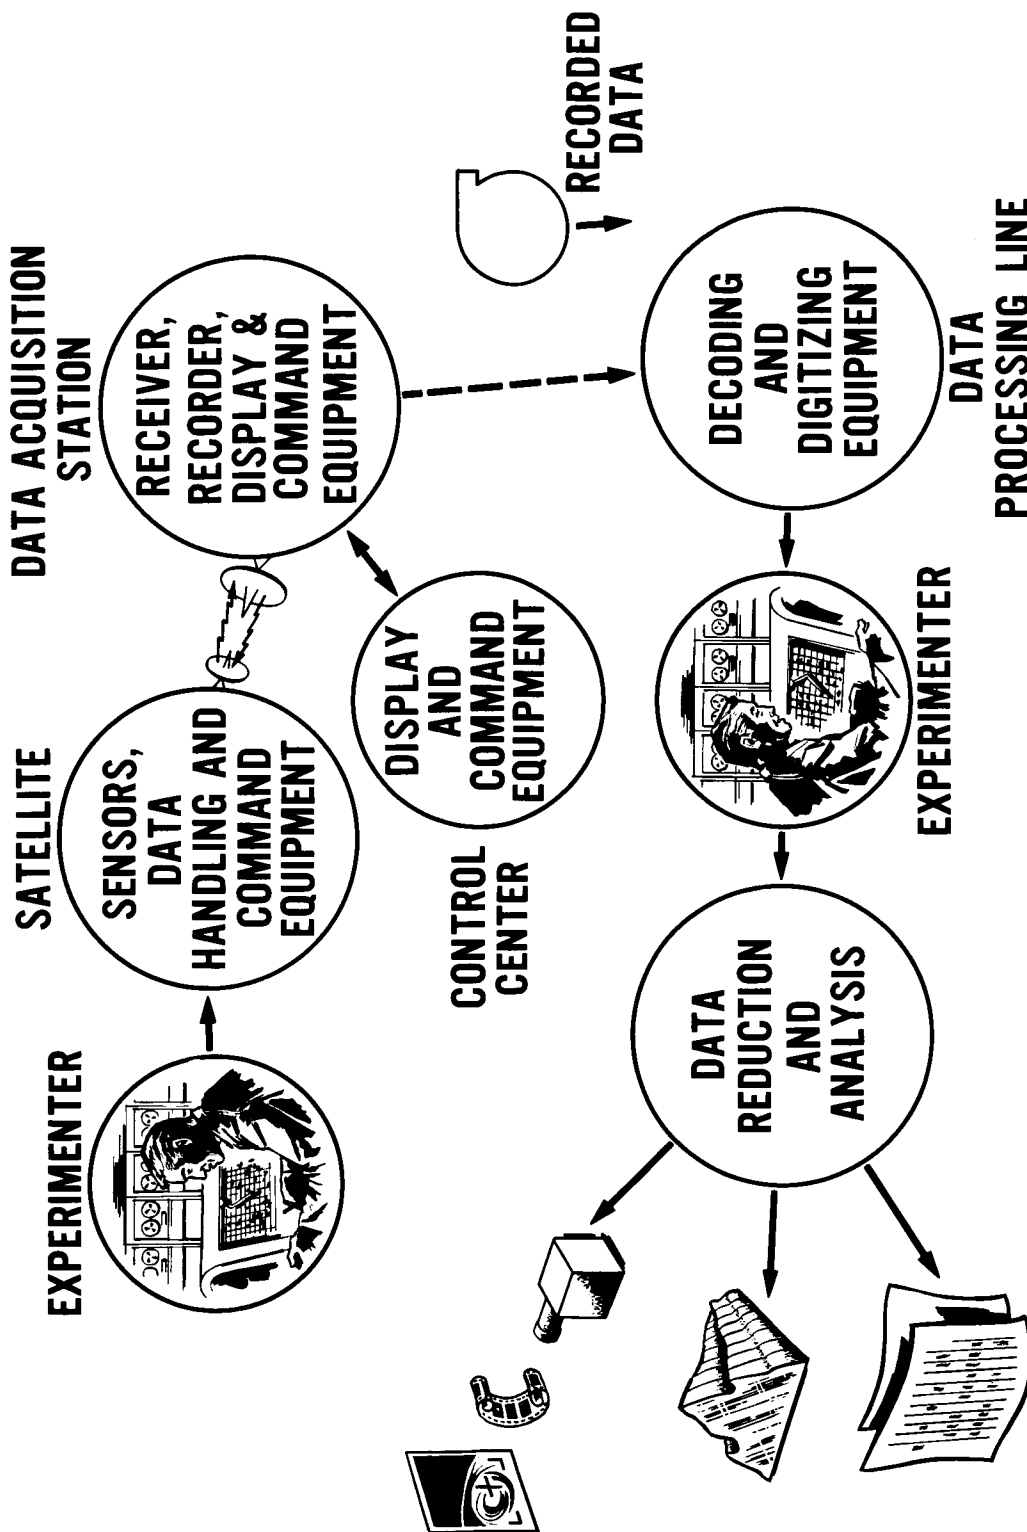 EXPERIMENTER
SATELLITE
SENSORS,
DATA
HANDLING AND
COMMAND
EQUIPMENT
DATA ACQUISITION
STATION
RECEIVER,
RECORDER,
DISPLAY &
COMMAND
EQUIPMENT
CONTROL
CENTER
DISPLAY
AND
COMMAND
EQUIPMENT
RECORDED
DATA
DATA
REDUCTION
AND
ANALYSIS
EXPERIMENTER
DECODING
AND
DIGITIZING
EQUIPMENT
DATA
PROCESSING LINE